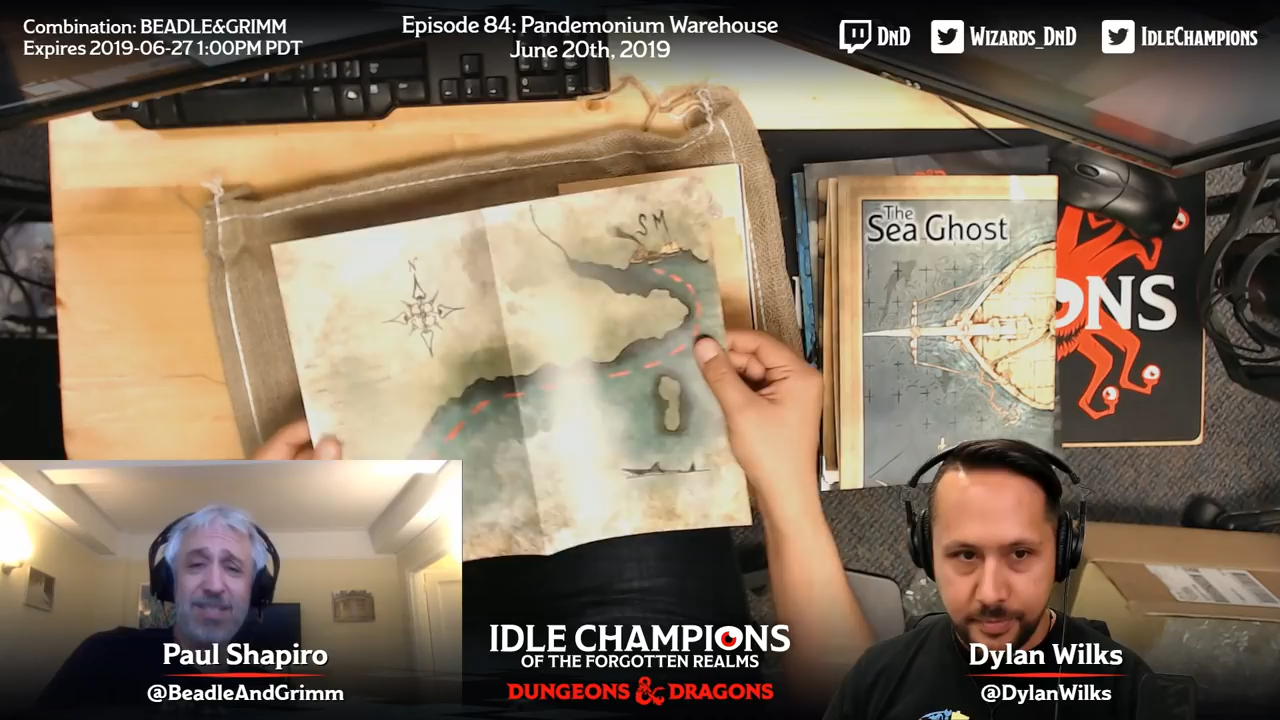 Combination: BEADLE&GRIMM
Expires 2019-06-27 1:00PM PDT
Episode 84: Pandemonium Warehouse
June 20th, 2019
DnD
Wizards_DnD
IdleChampions
N
SM
The
Sea Ghost
ONS
Paul Shapiro
@BeadleAndGrimm
IDLE CHAMPIONS
OF THE FORGOTTEN REALMS
DUNGEONS & DRAGONS
Dylan Wilks
@DylanWilks